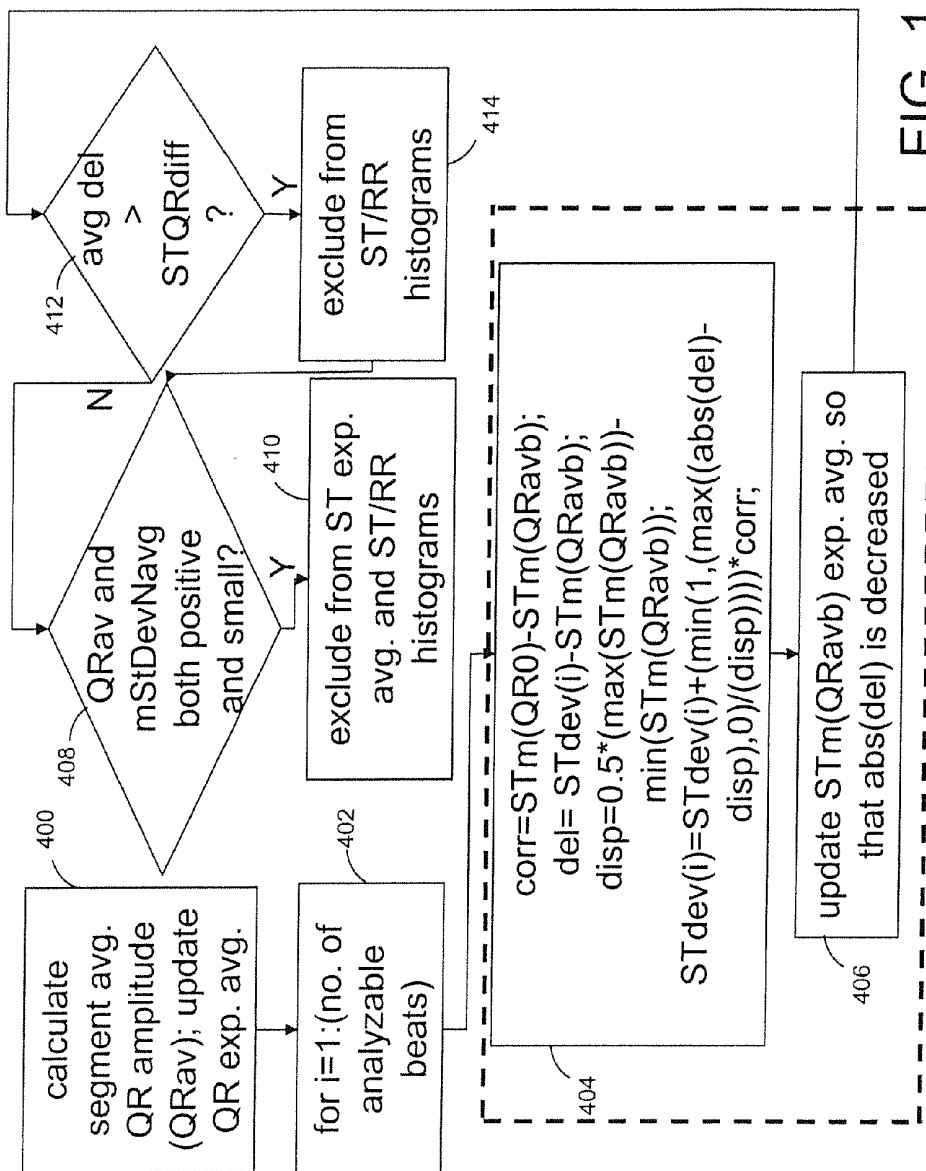 400
calculate
segment avg.
QR amplitude
(QRav); update
QR exp. avg.
402
for i=1:(no. of
analyzable
beats)
404
corr=STm(QR0)-STm(QRavb);
del= STdev(i)-STm(QRavb);
disp=0.5*(max(STm(QRavb))-
min(STm(QRavb));
STdev(i)=STdev(i)+(min(1,(max((abs(del)-
disp),0)/(disp))))*corr;
406
update STm(QRavb) exp. avg. so
that abs(del) is decreased
412
avg del
>
STQRdiff
?
N
Y
414
exclude from
ST/RR
histograms
408
QRav and
mStDevNavg
both positive
and small?
Y
410
exclude from ST exp.
avg. and ST/RR
histograms
FIG. 1